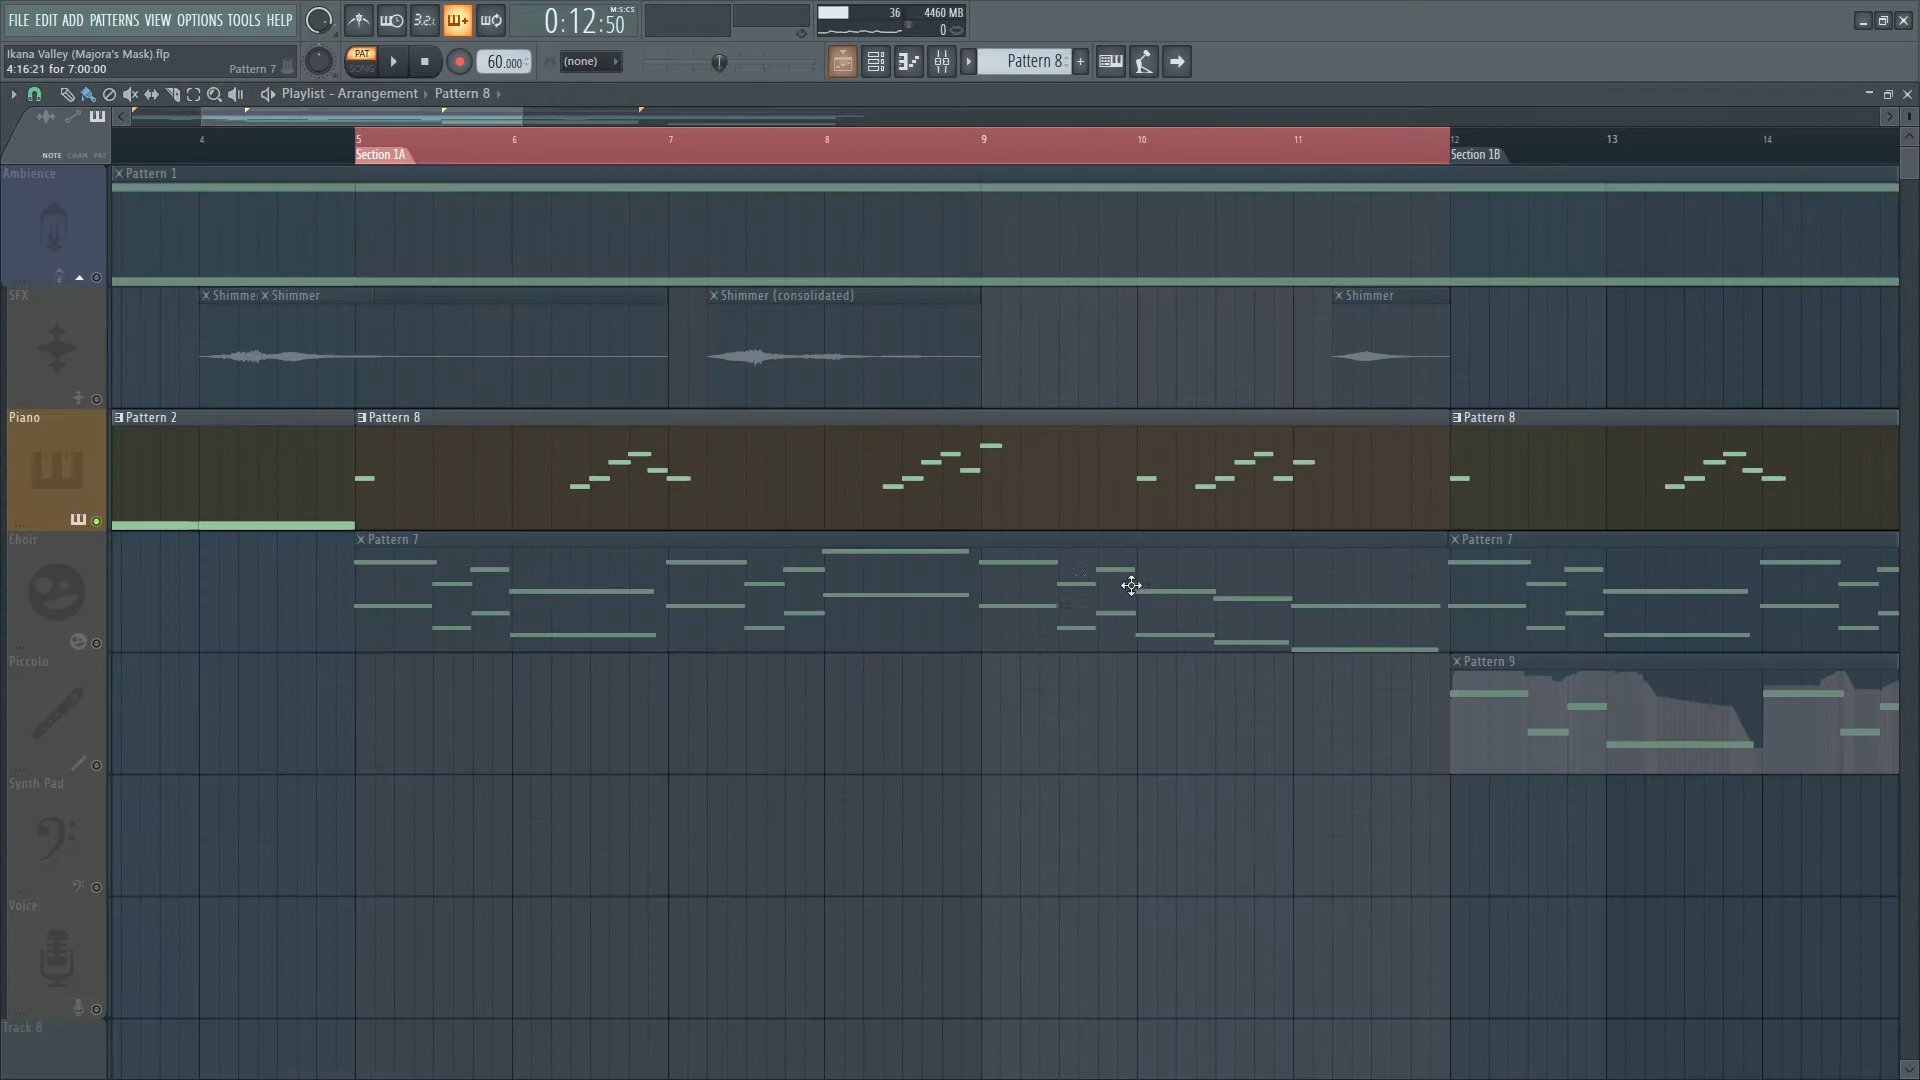 FILE EDIT ADD PATTERNS VIEW OPTIONS TOOLS HELP
3.2.
0:12:50
M:S:CS
36
4460 MB
0
Ikana Valley (Majora's Mask).flp
4:16:21 for 7:00:00
Pattern 7
PAT
SONG
60.000
(none)
Pattern 8
Playlist - Arrangement
Pattern 8
NOTE
CHAN
PAT
4
5
6
7
8
9
10
11
12
13
14
Section 1A
Section 1B
Ambience
Pattern 1
SFX
Shimmer
Shimmer (consolidated)
Shimmer
Piano
Pattern 2
Pattern 8
Pattern 8
Choir
Pattern 7
Pattern 7
Piccolo
Pattern 9
Synth Pad
Voice
Track 8